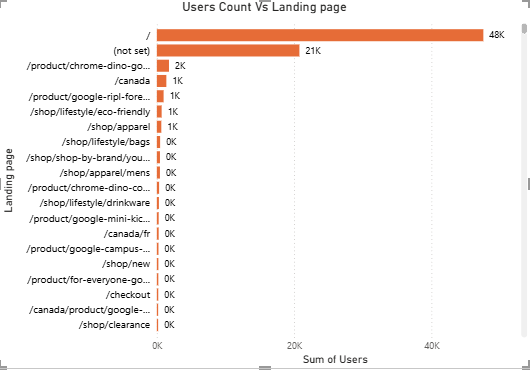 Users Count Vs Landing page
Landing page
/ 48K
(not set) 21K
/product/chrome-dino-go... 2K
/canada 1K
/product/google-ripl-fore... 1K
/shop/lifestyle/eco-friendly 1K
/shop/apparel 1K
/shop/lifestyle/bags 0K
/shop/shop-by-brand/you... 0K
/shop/apparel/mens 0K
/product/chrome-dino-co... 0K
/shop/lifestyle/drinkware 0K
/product/google-mini-kic... 0K
/canada/fr 0K
/product/google-campus-... 0K
/shop/new 0K
/product/for-everyone-go... 0K
/checkout 0K
/canada/product/google-... 0K
/shop/clearance 0K
0K 20K 40K
Sum of Users